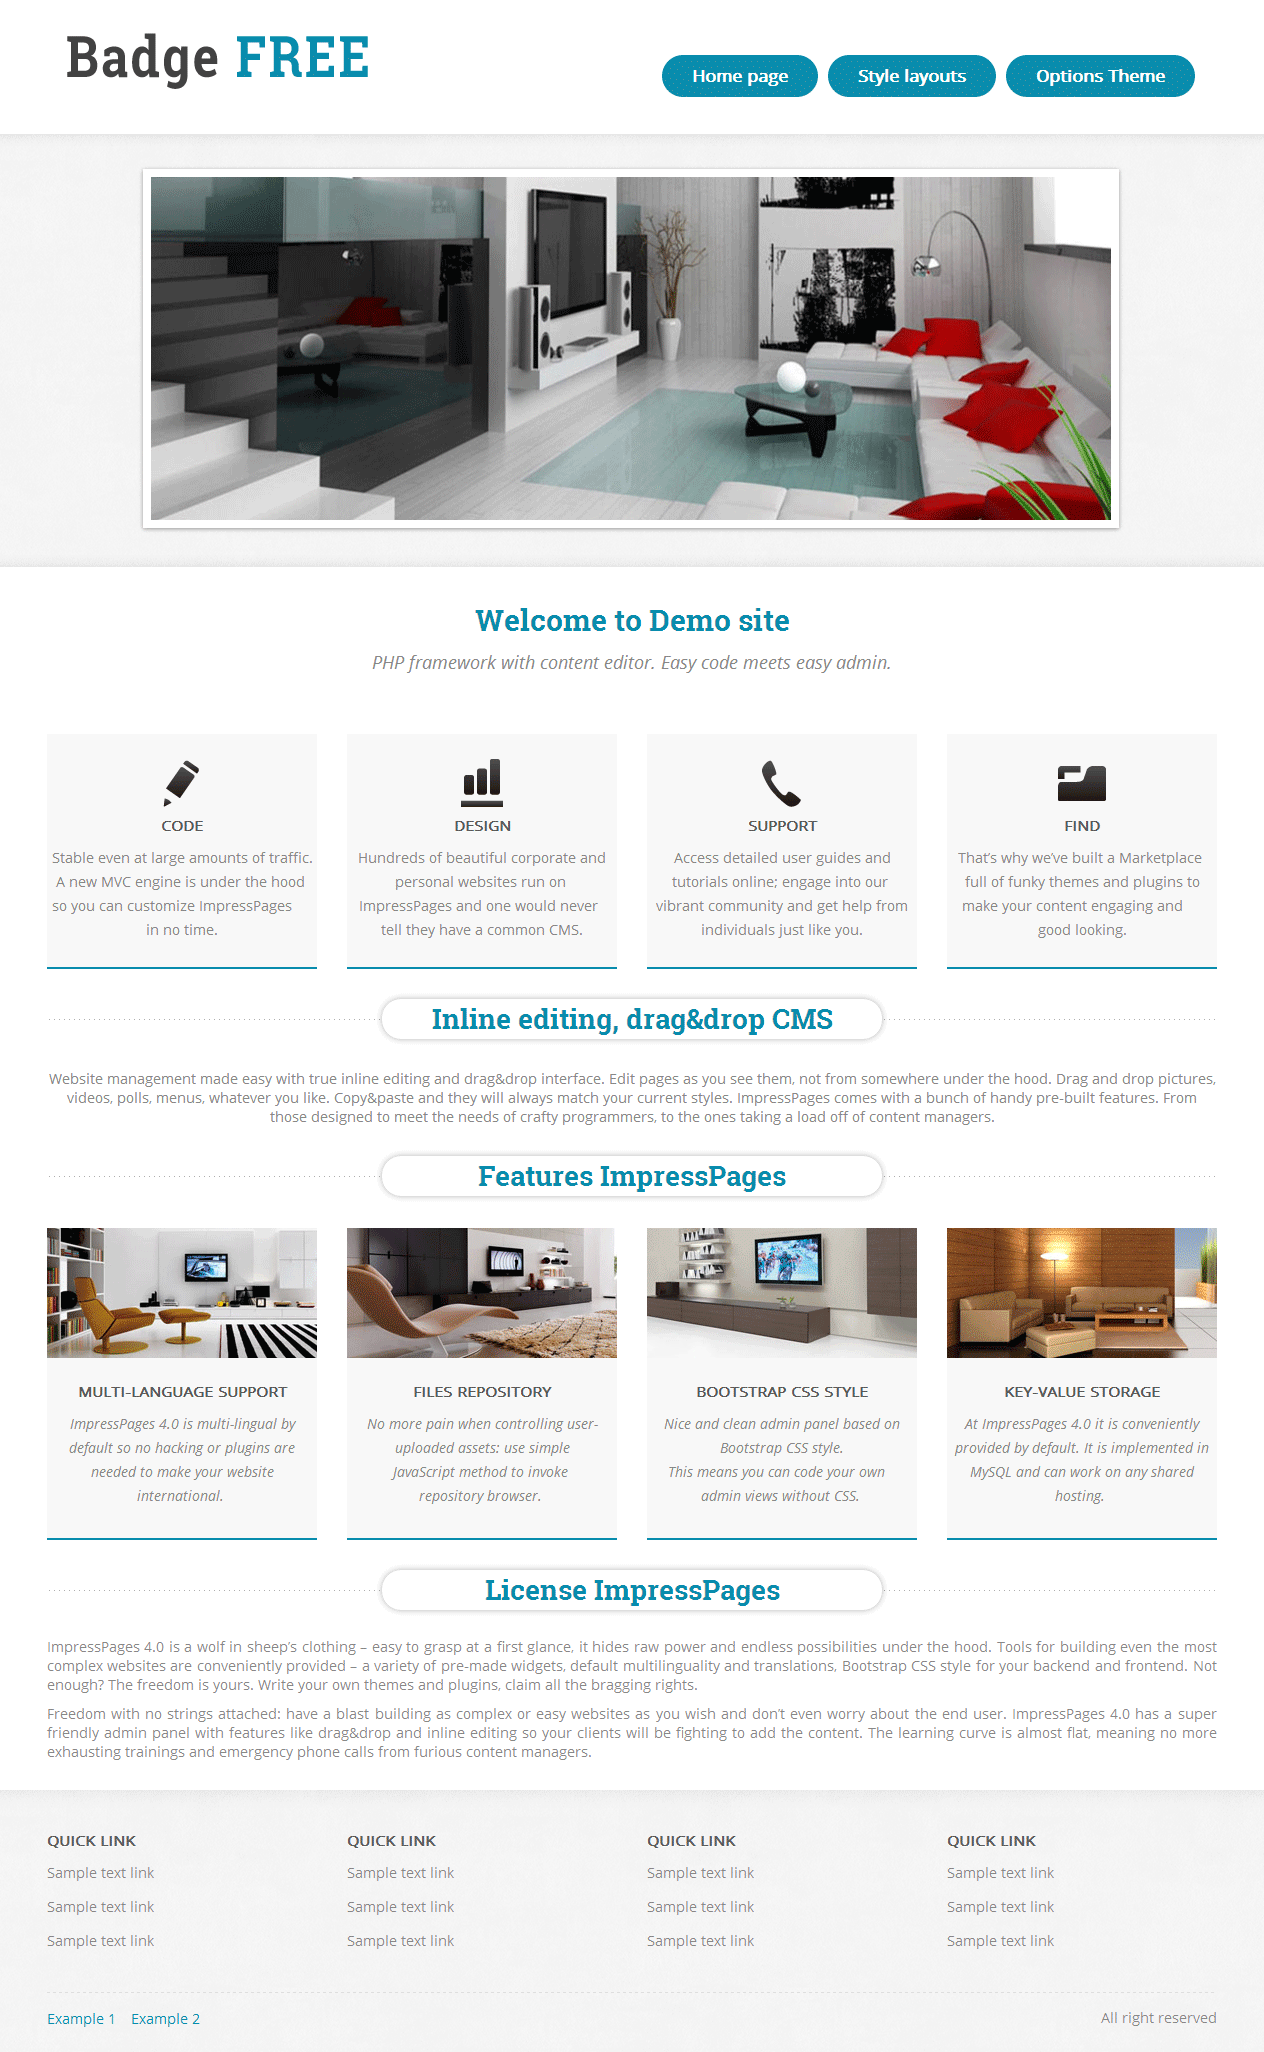 Badge FREE
Home page
Style layouts
Options Theme
Welcome to Demo site
PHP framework with content editor. Easy code meets easy admin.
CODE
Stable even at large amounts of traffic.
A new MVC engine is under the hood
so you can customize ImpressPages
in no time.
DESIGN
Hundreds of beautiful corporate and
personal websites run on
ImpressPages and one would never
tell they have a common CMS.
SUPPORT
Access detailed user guides and
tutorials online; engage into our
vibrant community and get help from
individuals just like you.
FIND
That's why we've built a Marketplace
full of funky themes and plugins to
make your content engaging and
good looking.
Inline editing, drag&drop CMS
Website management made easy with true inline editing and drag&drop interface. Edit pages as you see them, not from somewhere under the hood. Drag and drop pictures,
videos, polls, menus, whatever you like. Copy&paste and they will always match your current styles. ImpressPages comes with a bunch of handy pre-built features. From
those designed to meet the needs of crafty programmers, to the ones taking a load off of content managers.
Features ImpressPages
MULTI-LANGUAGE SUPPORT
ImpressPages 4.0 is multi-lingual by
default so no hacking or plugins are
needed to make your website
international.
FILES REPOSITORY
No more pain when controlling user-
uploaded assets: use simple
JavaScript method to invoke
repository browser.
BOOTSTRAP CSS STYLE
Nice and clean admin panel based on
Bootstrap CSS style.
This means you can code your own
admin views without CSS.
KEY-VALUE STORAGE
At ImpressPages 4.0 it is conveniently
provided by default. It is implemented in
MySQL and can work on any shared
hosting.
License ImpressPages
ImpressPages 4.0 is a wolf in sheep's clothing – easy to grasp at a first glance, it hides raw power and endless possibilities under the hood. Tools for building even the most
complex websites are conveniently provided – a variety of pre-made widgets, default multilinguality and translations, Bootstrap CSS style for your backend and frontend. Not
enough? The freedom is yours. Write your own themes and plugins, claim all the bragging rights.
Freedom with no strings attached: have a blast building as complex or easy websites as you wish and don't even worry about the end user. ImpressPages 4.0 has a super
friendly admin panel with features like drag&drop and inline editing so your clients will be fighting to add the content. The learning curve is almost flat, meaning no more
exhausting trainings and emergency phone calls from furious content managers.
QUICK LINK
Sample text link
Sample text link
Sample text link
QUICK LINK
Sample text link
Sample text link
Sample text link
QUICK LINK
Sample text link
Sample text link
Sample text link
QUICK LINK
Sample text link
Sample text link
Sample text link
Example 1
Example 2
All right reserved